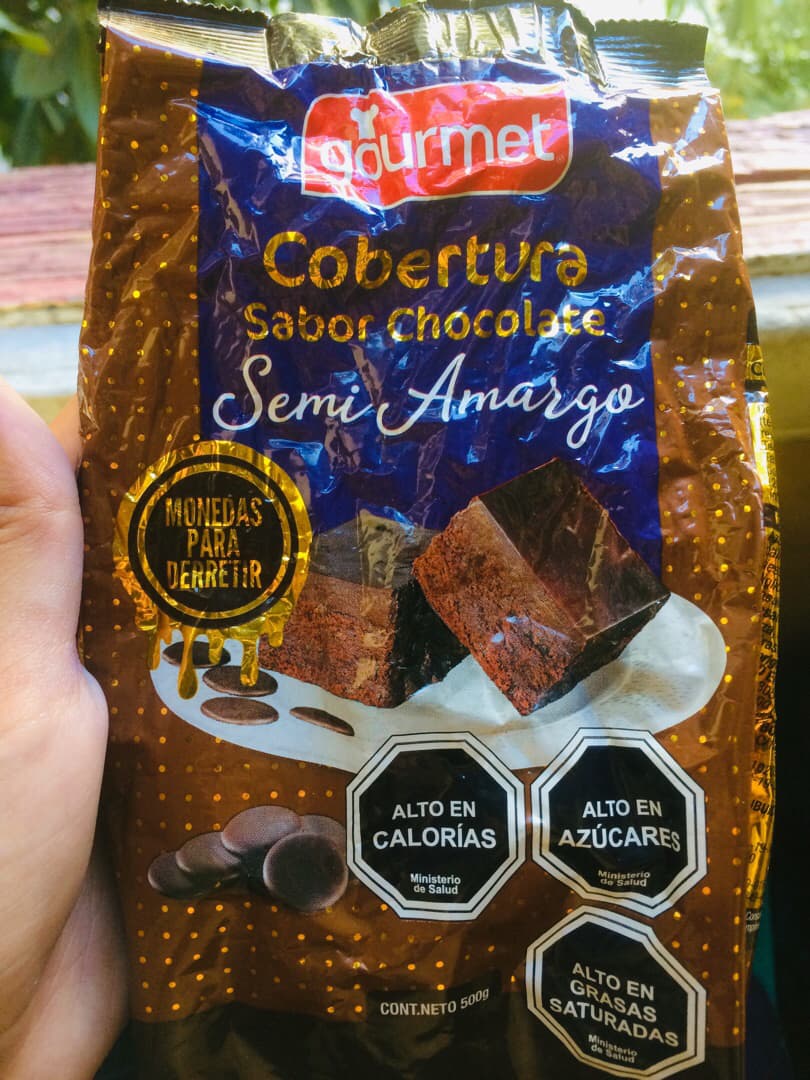 gourmet
Cobertura
Sabor Chocolate
Semi Amargo
MONEDAS
PARA
DERRETIR
ALTO EN
CALORÍAS
Ministerio
de Salud
ALTO EN
AZÚCARES
Ministerio
de Salud
ALTO EN
GRASAS
SATURADAS
Ministerio
de Salud
CONT.NETO 500g